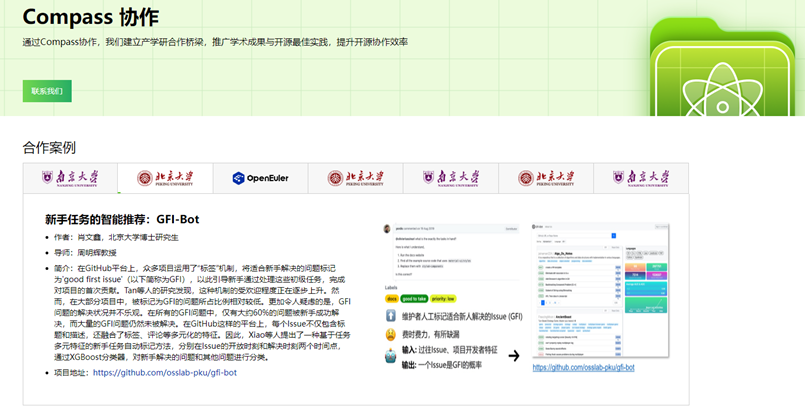 Compass 协作
通过Compass协作，我们建立产学研合作桥梁，推广学术成果与开源最佳实践，提升开源协作效率
联系我们
合作案例
南京大学
NANJING UNIVERSITY
北京大学
PEKING UNIVERSITY
OpenEuler
北京大学
PEKING UNIVERSITY
南京大学
NANJING UNIVERSITY
北京大学
PEKING UNIVERSITY
南京大学
NANJING UNIVERSITY
新手任务的智能推荐：GFI-Bot
作者：肖文鑫，北京大学博士研究生
导师：周明辉教授
简介：在GitHub平台上，众多项目运用了‘标签’机制，将适合新手解决的问题标记
为‘good first issue’（以下简称为GFI），以此引导新手通过处理这些初级任务，完成
对项目的首次贡献。Tan等人的研究发现，这种机制的受欢迎程度正在逐步上升。然
而，在大部分项目中，被标记为GFI的问题所占比例相对较低。更加令人疑虑的是，GFI
问题的解决状况并不乐观。在所有的GFI问题中，仅有大约60%的问题被新手成功解
决，而大量的GFI问题仍然未被解决。在GitHub这样的平台上，每个Issue不仅包含标
题和描述，还融合了标签、评论等多元化的特征。因此，Xiao等人提出了一种基于任务
多元特征的新手任务自动标记方法，分别在Issue的开放时刻和解决时刻两个时间点，
通过XGBoost分类器，对新手解决的问题和其他问题进行分类。
项目地址：https://github.com/osslab-pku/gfi-bot
Labels
docs good to take priority: low
维护者人工标记适合新人解决的Issue (GFI)
费时费力，有所缺漏
输入: 过往Issue、项目开发者特征
输出: 一个Issue是GFI的概率
https://github.com/osslab-pku/gfi-bot